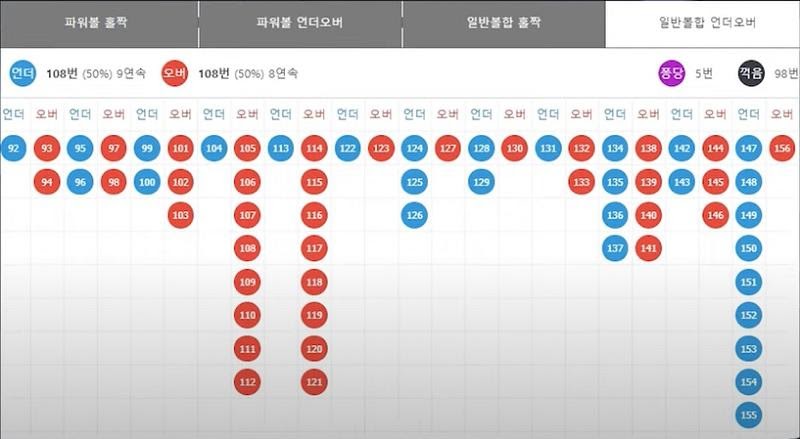 파워볼 홀짝 파워볼 언더오버 일반볼합 홀짝 일반볼합 언더오버
언더 108번 (50%) 9연속 오버 108번 (50%) 8연속 퐁당 5번 꺽음 98번
언더 오버 언더 오버 언더 오버 언더 오버 언더 오버 언더 오버 언더 오버 언더 오버 언더 오버 언더 오버 언더 오버 언더 오버
92 93 95 97 99 101 104 105 113 114 122 123 124 127 128 130 131 132 134 138 142 144 147 156
94 96 98 100 102 106 115 125 129 133 135 139 143 145 148
103 107 116 126 136 140 146 149
108 117 137 141 150
109 118 151
110 119 152
111 120 153
112 121 154
155